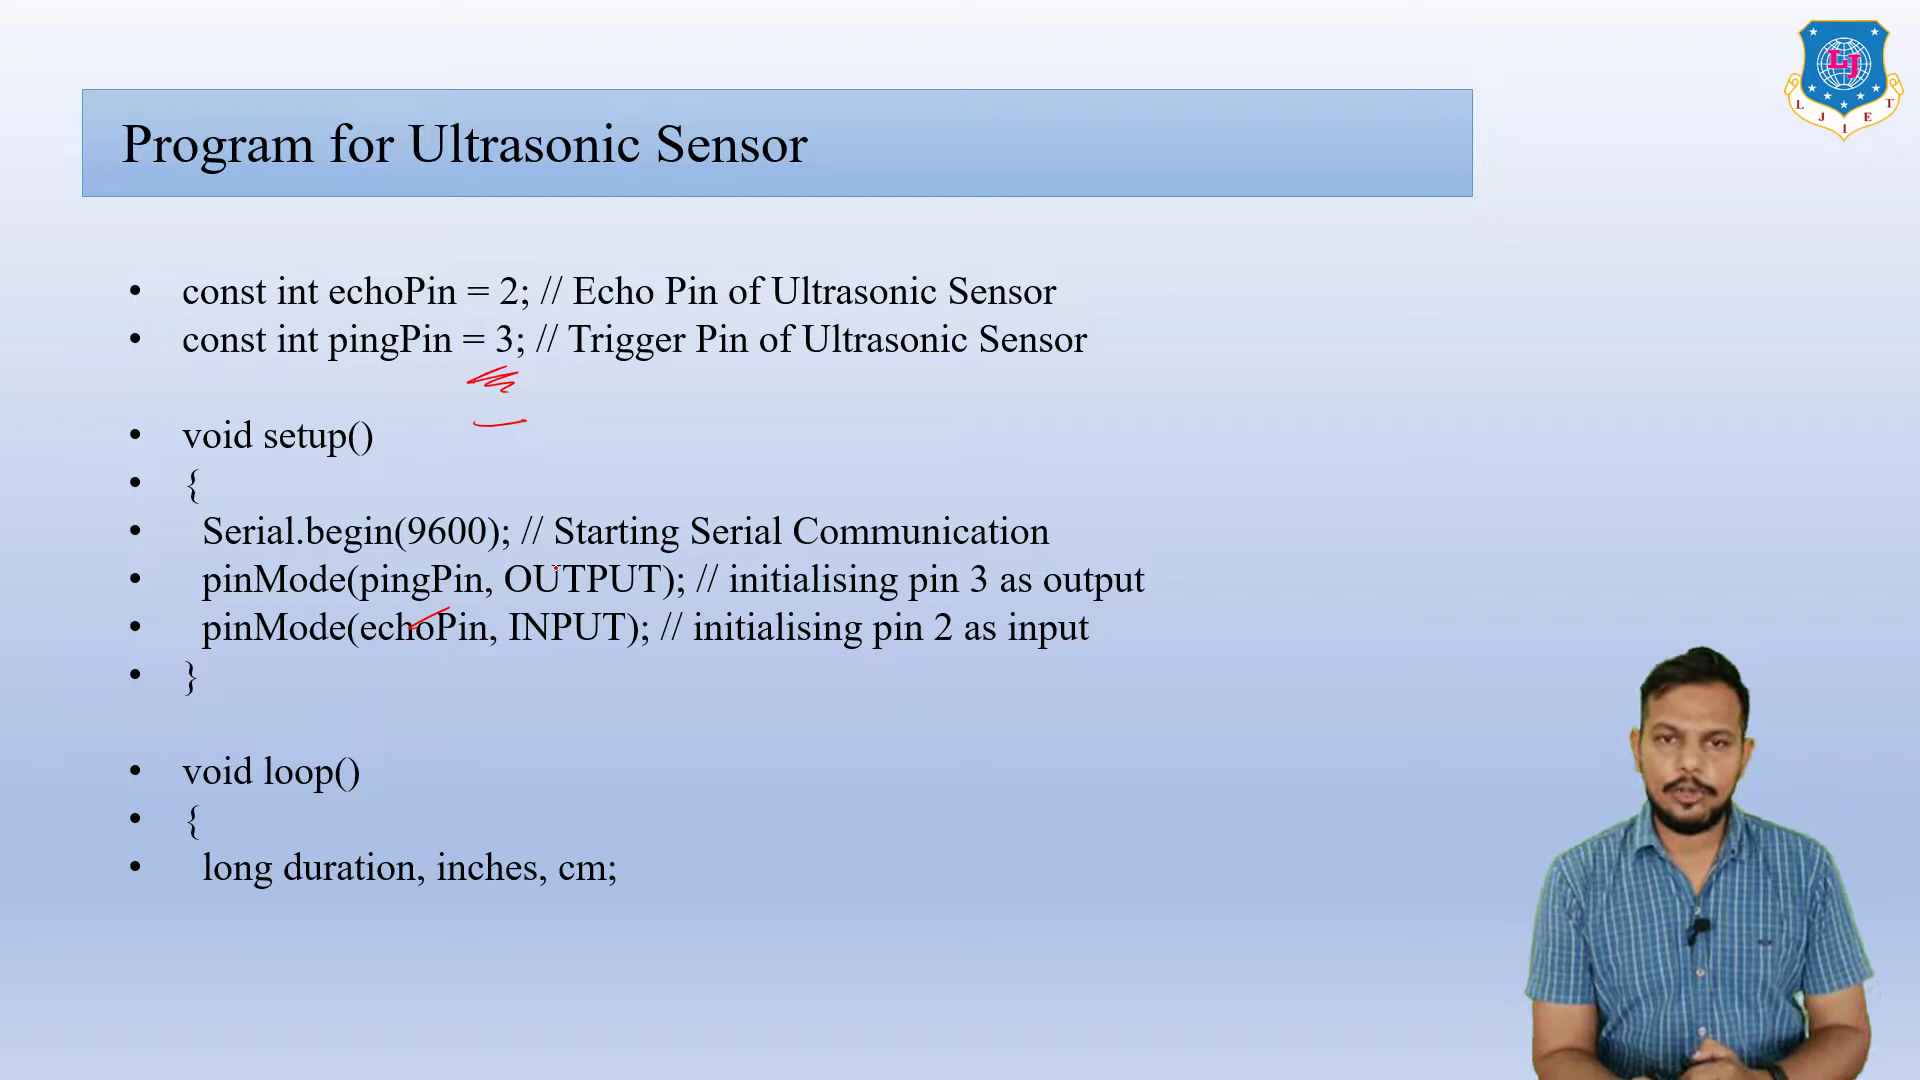 LJ
L J I E T
Program for Ultrasonic Sensor
• const int echoPin = 2; // Echo Pin of Ultrasonic Sensor
• const int pingPin = 3; // Trigger Pin of Ultrasonic Sensor
• void setup()
• {
• Serial.begin(9600); // Starting Serial Communication
• pinMode(pingPin, OUTPUT); // initialising pin 3 as output
• pinMode(echoPin, INPUT); // initialising pin 2 as input
• }
• void loop()
• {
• long duration, inches, cm;